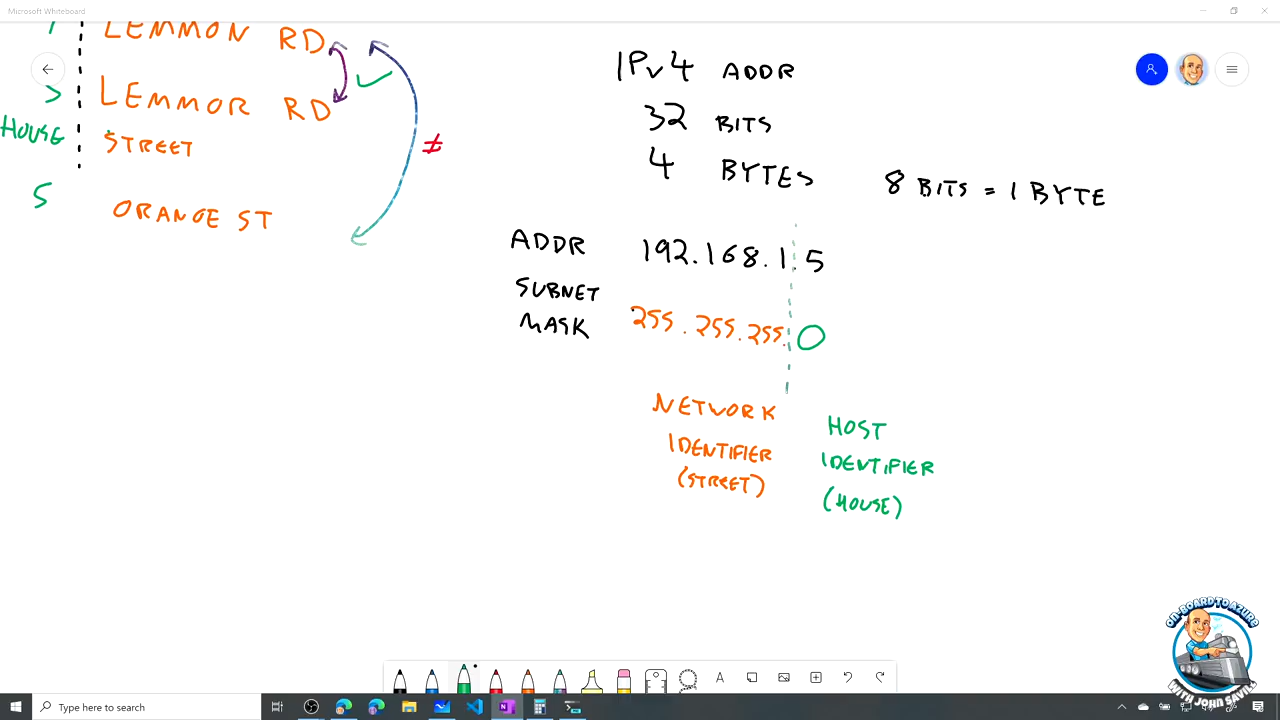 Microsoft Whiteboard
LEMMON RD
LEMMOR RD
HOUSE STREET
5 ORANGE ST
≠
IPv4 ADDR
32 BITS
4 BYTES
8 BITS = 1 BYTE
ADDR 192.168.1.5
SUBNET
MASK 255.255.255.0
NETWORK
IDENTIFIER
(STREET)
HOST
IDENTIFIER
(HOUSE)
ON-BOARD TO AZURE
WITH JOHN SAVILL
Type here to search